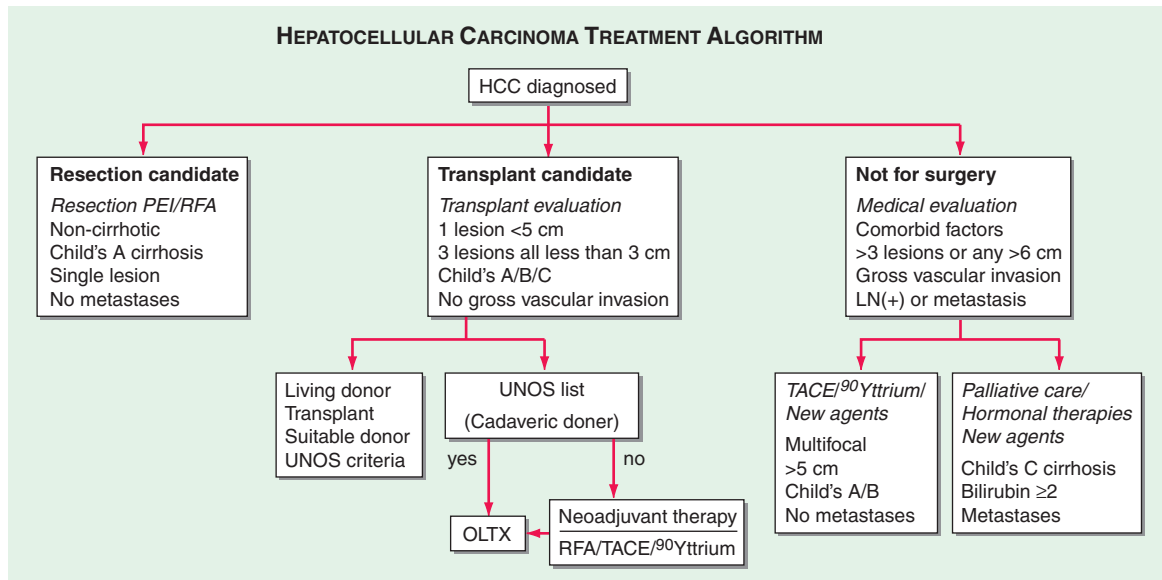 HEPATOCELLULAR CARCINOMA TREATMENT ALGORITHM
HCC diagnosed
Resection candidate
Resection PEI/RFA
Non-cirrhotic
Child's A cirrhosis
Single lesion
No metastases
Transplant candidate
Transplant evaluation
1 lesion <5 cm
3 lesions all less than 3 cm
Child's A/B/C
No gross vascular invasion
Not for surgery
Medical evaluation
Comorbid factors
>3 lesions or any >6 cm
Gross vascular invasion
LN(+) or metastasis
Living donor
Transplant
Suitable donor
UNOS criteria
UNOS list
(Cadaveric doner)
yes
no
OLTX
Neoadjuvant therapy
RFA/TACE/⁹⁰Yttrium
TACE/⁹⁰Yttrium/
New agents
Multifocal
>5 cm
Child's A/B
No metastases
Palliative care/
Hormonal therapies
New agents
Child's C cirrhosis
Bilirubin ≥2
Metastases